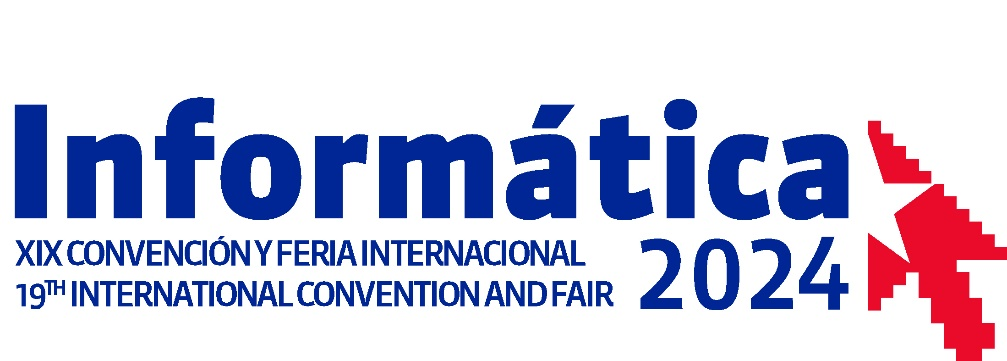 Informática
XIX CONVENCIÓN Y FERIA INTERNACIONAL
19TH INTERNATIONAL CONVENTION AND FAIR
2024